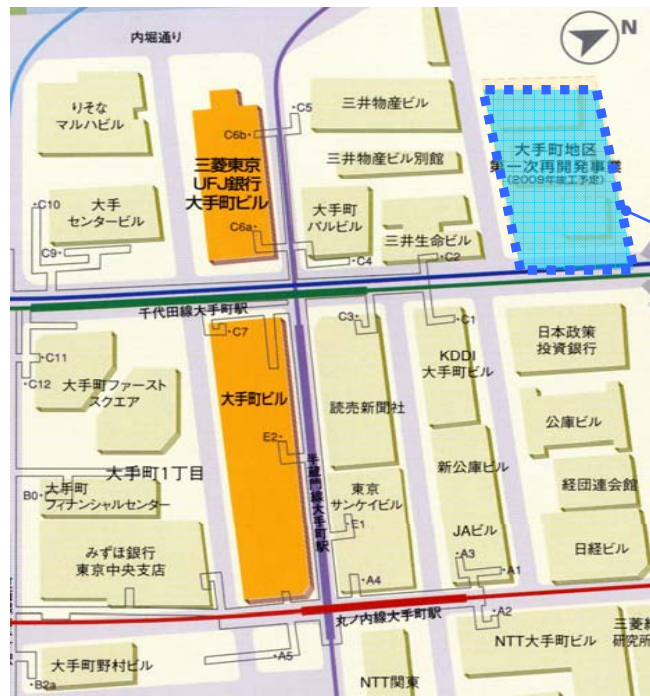 内堀通り
N
りそな
マルハビル
C5
三井物産ビル
C6b
三菱東京
UFJ銀行
大手町ビル
三井物産ビル別館
大手町地区
第一次再開発事業
(2009年竣工予定)
C10
大手
センタービル
C6a
大手町
パルビル
三井生命ビル
C9
C4
C2
千代田線大手町駅
C7
C3
C1
日本政策
投資銀行
C11
C12
大手町ファースト
スクエア
大手町ビル
読売新聞社
KDDI
大手町ビル
公庫ビル
E2
半蔵門線大手町駅
大手町1丁目
新公庫ビル
経団連会館
B0
大手町
フィナンシャルセンター
東京
サンケイビル
E1
JAビル
日経ビル
みずほ銀行
東京中央支店
A3
A1
A4
A2
丸ノ内線大手町駅
三菱
研究所
NTT大手町ビル
大手町野村ビル
A5
B2a
NTT関東